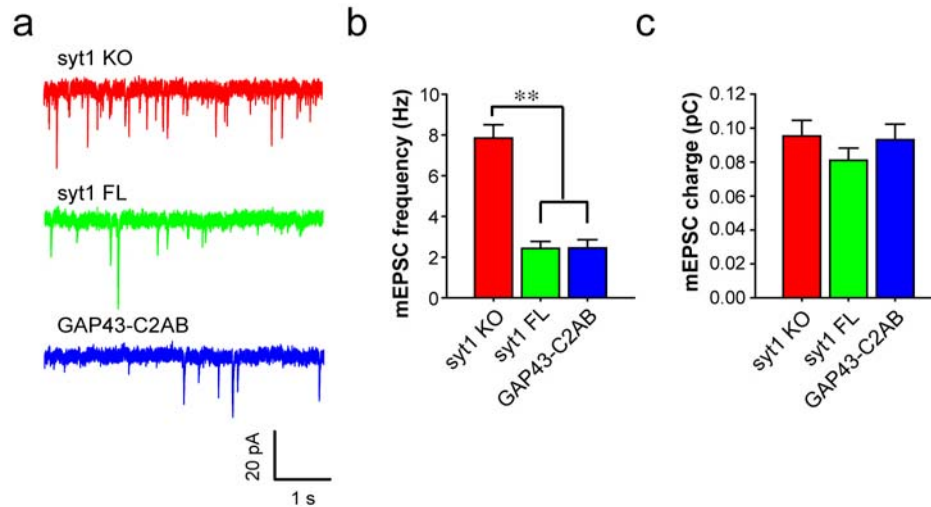 a
syt1 KO
syt1 FL
GAP43-C2AB
20 pA
1 s
b
mEPSC frequency (Hz)
10
8
6
4
2
0
**
syt1 KO
syt1 FL
GAP43-C2AB
c
mEPSC charge (pC)
0.12
0.10
0.08
0.06
0.04
0.02
0.00
syt1 KO
syt1 FL
GAP43-C2AB